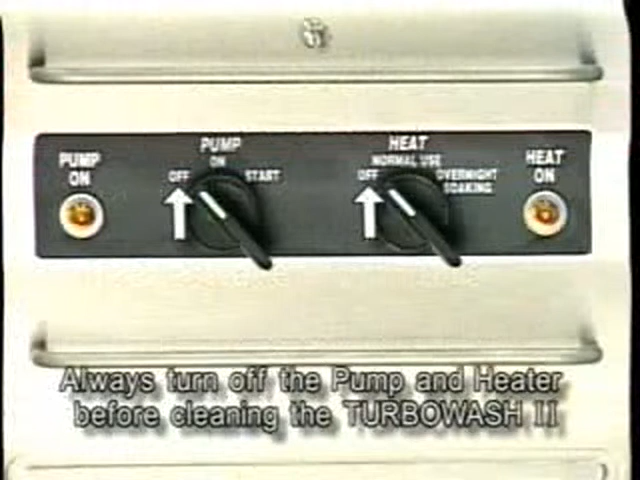 PUMP
ON
PUMP
ON
OFF
START
HEAT
NORMAL USE
OFF
OVERNIGHT
SOAKING
HEAT
ON
Always turn off the Pump and Heater
before cleaning the TURBOWASH II